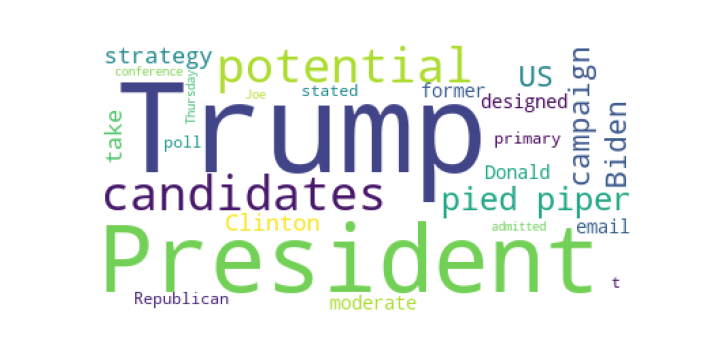 strategy
potential
campaign
conference
Thursday
Joe
stated
former
US
designed
Biden
take
Trump
poll
primary
Donald
candidates
pied piper
Clinton
email
admitted
President
Republican
moderate
t